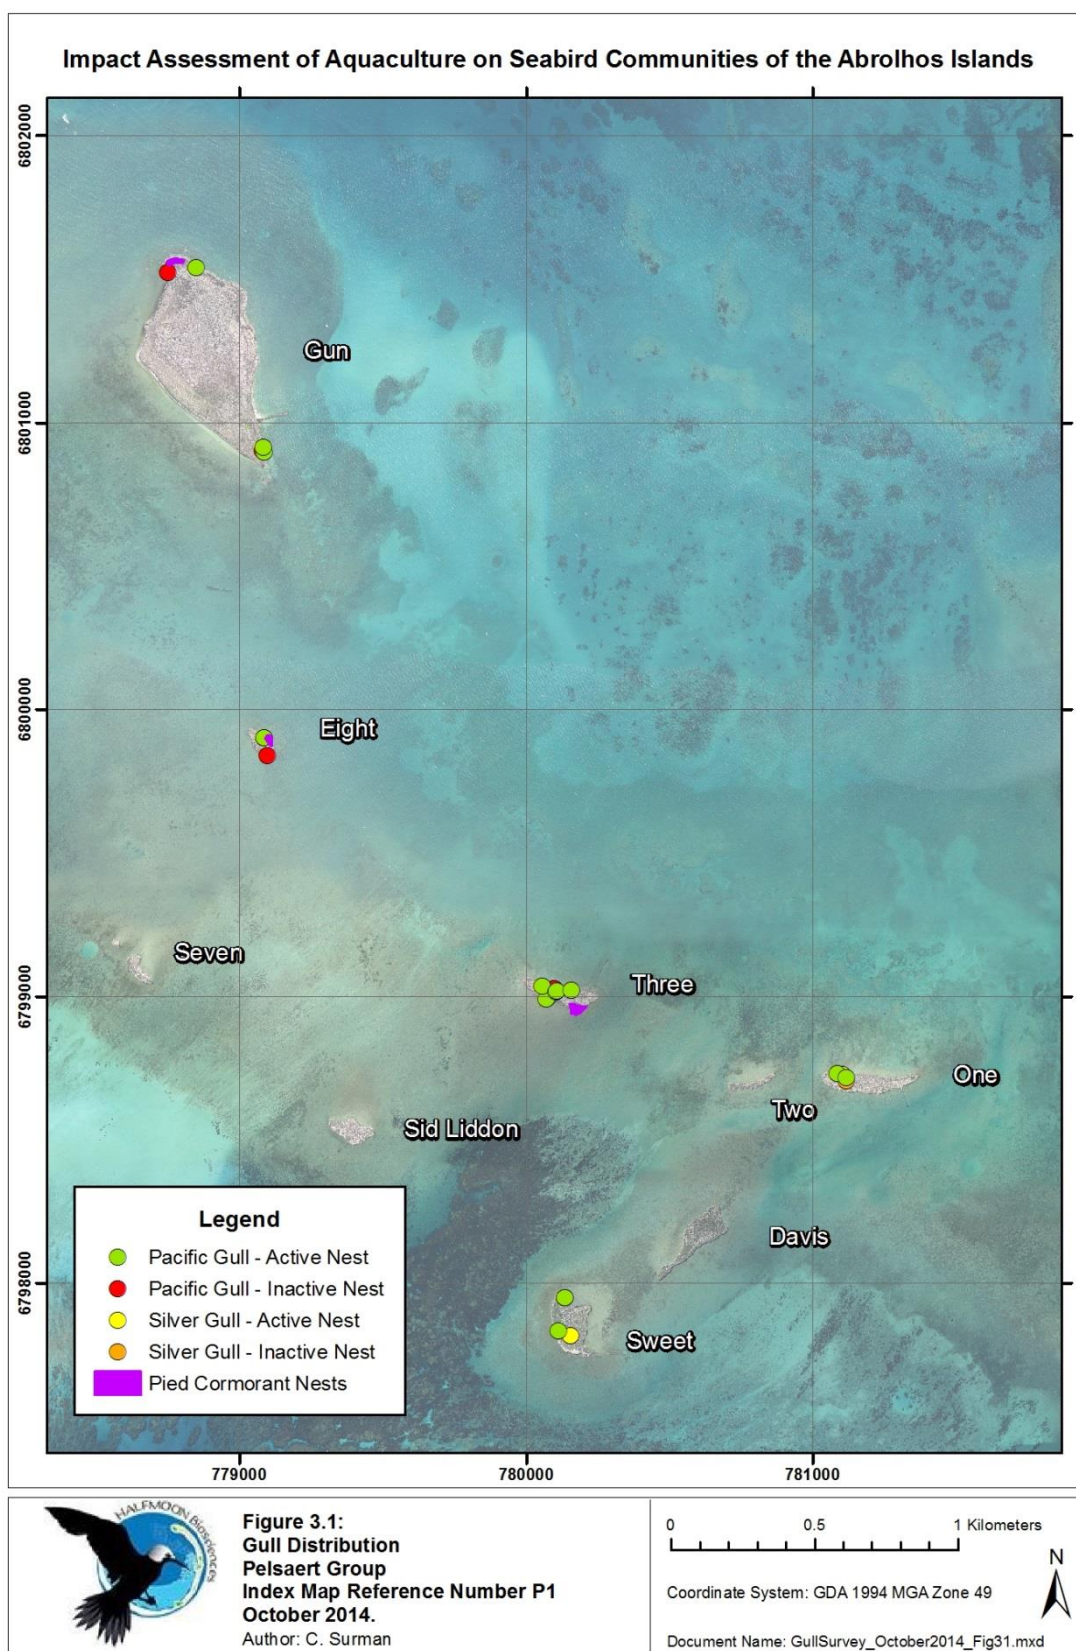 Impact Assessment of Aquaculture on Seabird Communities of the Abrolhos Islands
6802000
6801000
6800000
6799000
6798000
Gun
Eight
Seven
Three
One
Two
Sid Liddon
Davis
Sweet
Legend
Pacific Gull - Active Nest
Pacific Gull - Inactive Nest
Silver Gull - Active Nest
Silver Gull - Inactive Nest
Pied Cormorant Nests
779000 780000 781000
HALFMOON Biosciences
Figure 3.1:
Gull Distribution
Pelsaert Group
Index Map Reference Number P1
October 2014.
Author: C. Surman
0 0.5 1 Kilometers
N
Coordinate System: GDA 1994 MGA Zone 49
Document Name: GullSurvey_October2014_Fig31.mxd